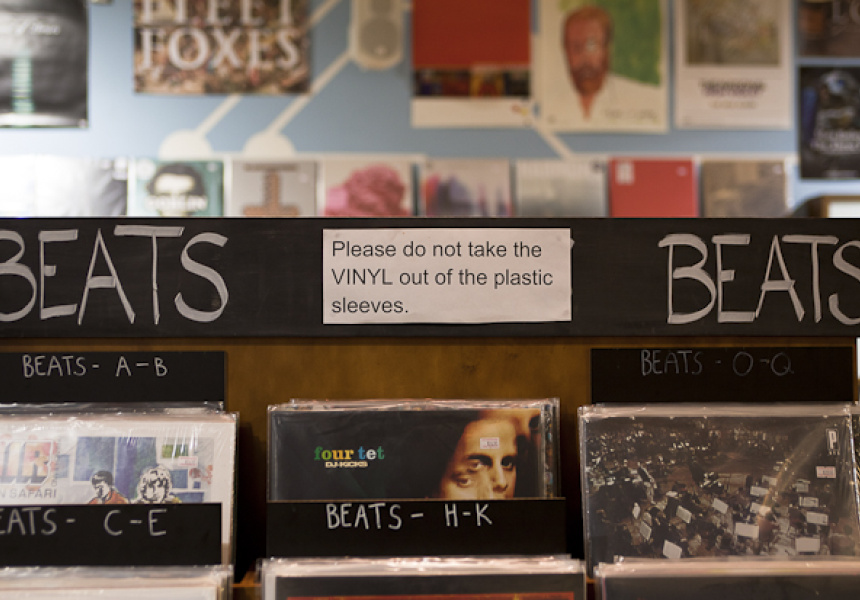 FLEET
FOXES
BEATS
Please do not take the
VINYL out of the plastic
sleeves.
BEATS
BEATS - A-B
BEATS - O-Q
four tet
DJ-KICKS
N SAFARI
EATS - C-E
BEATS - H-K